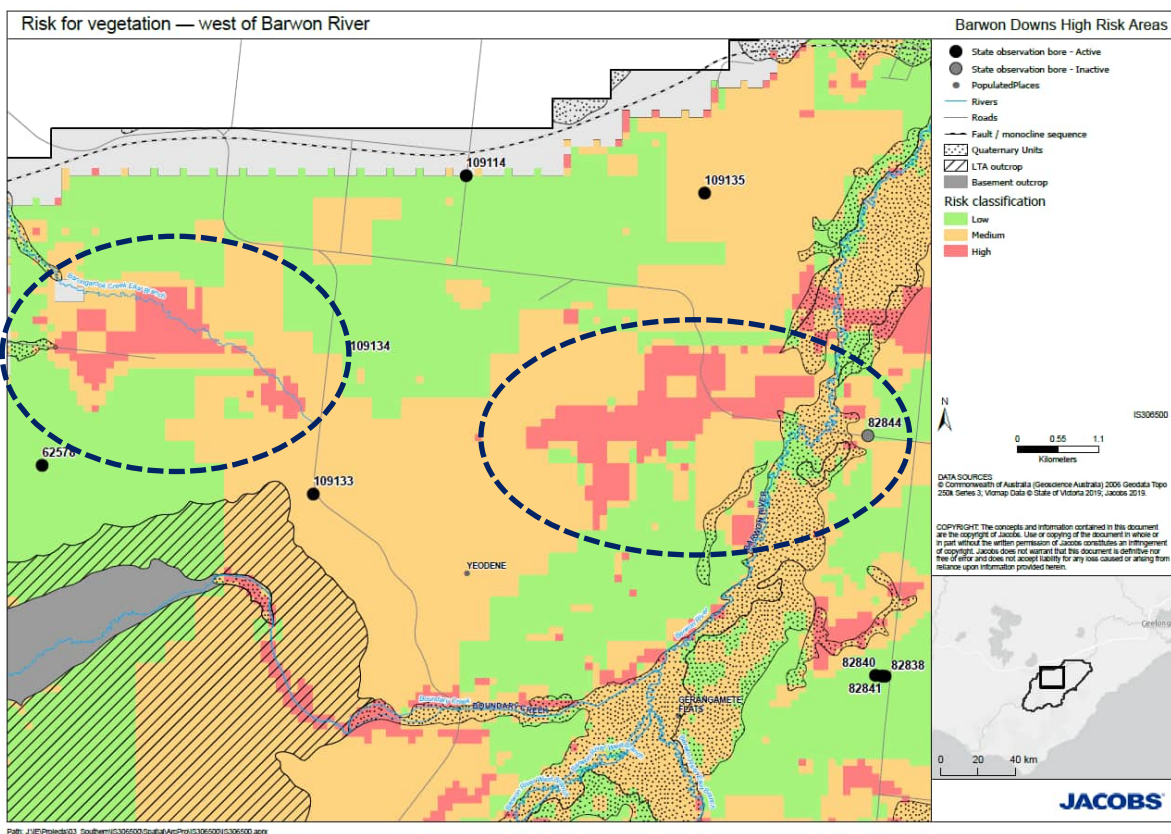 Risk for vegetation — west of Barwon River
Barwon Downs High Risk Areas
State observation bore - Active
State observation bore - Inactive
PopulatedPlaces
Rivers
Roads
Fault / monocline sequence
Quaternary Units
LTA outcrop
Basement outcrop
Risk classification
Low
Medium
High
109114
109135
109134
82844
62578
109133
YEODENE
BARWON RIVER
Barwon River
Boundary Creek
BOUNDARY CREEK
GERANGAMETE
FLATS
82840
82838
82841
N
IS306500
0 0.55 1.1
Kilometers
DATA SOURCES
© Commonwealth of Australia (Geoscience Australia) 2006 Geodata Topo
250k Series 3; Vicmap Data © State of Victoria 2019; Jacobs 2019.
COPYRIGHT: The concepts and information contained in this document
are the copyright of Jacobs. Use or copying of the document in whole or
in part without the written permission of Jacobs constitutes an infringement
of copyright. Jacobs does not warrant that this document is definitive nor
free of error and does not accept liability for any loss caused or arising from
reliance upon information provided herein.
Geelong
0 20 40 km
JACOBS